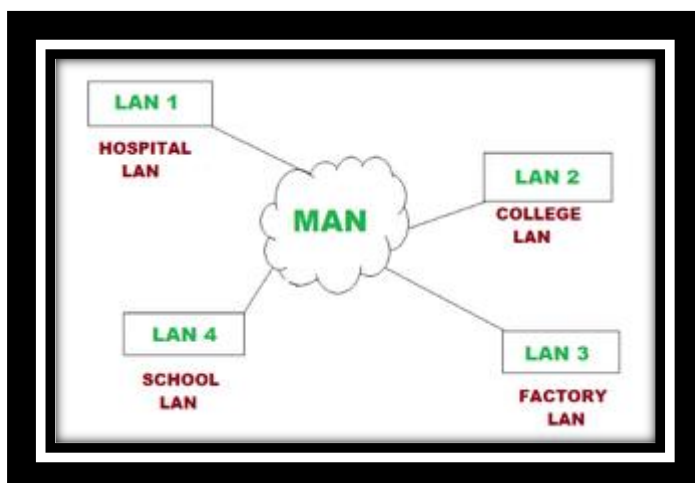 LAN 1
HOSPITAL
LAN
MAN
LAN 2
COLLEGE
LAN
LAN 4
SCHOOL
LAN
LAN 3
FACTORY
LAN